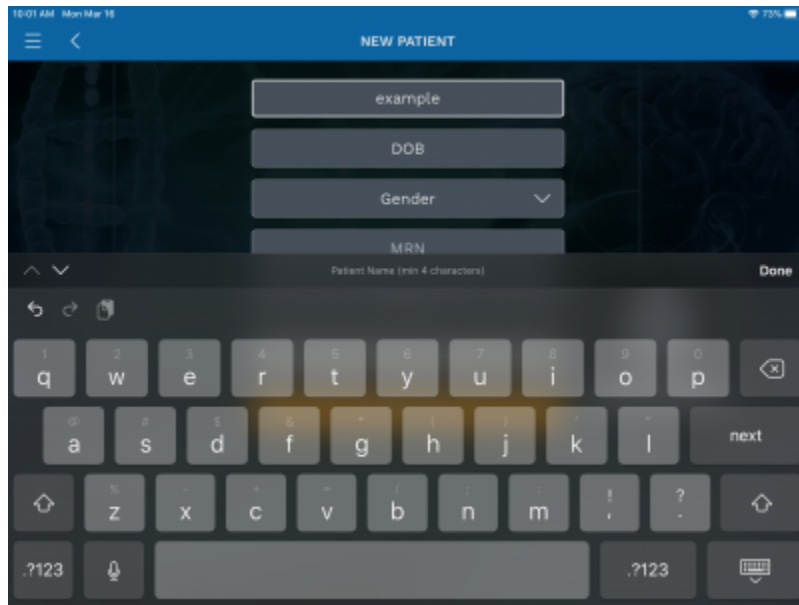 10:01 AM Mon Mar 16 73%
NEW PATIENT
example
DOB
Gender
MRN
Patient Name (min 4 characters) Done
1 2 3 4 5 6 7 8 9 0
q w e r t y u i o p
@ # $ & * ( ) ' "
a s d f g h j k l next
% - + = / ; : ! ?
z x c v b n m , .
.?123 .?123